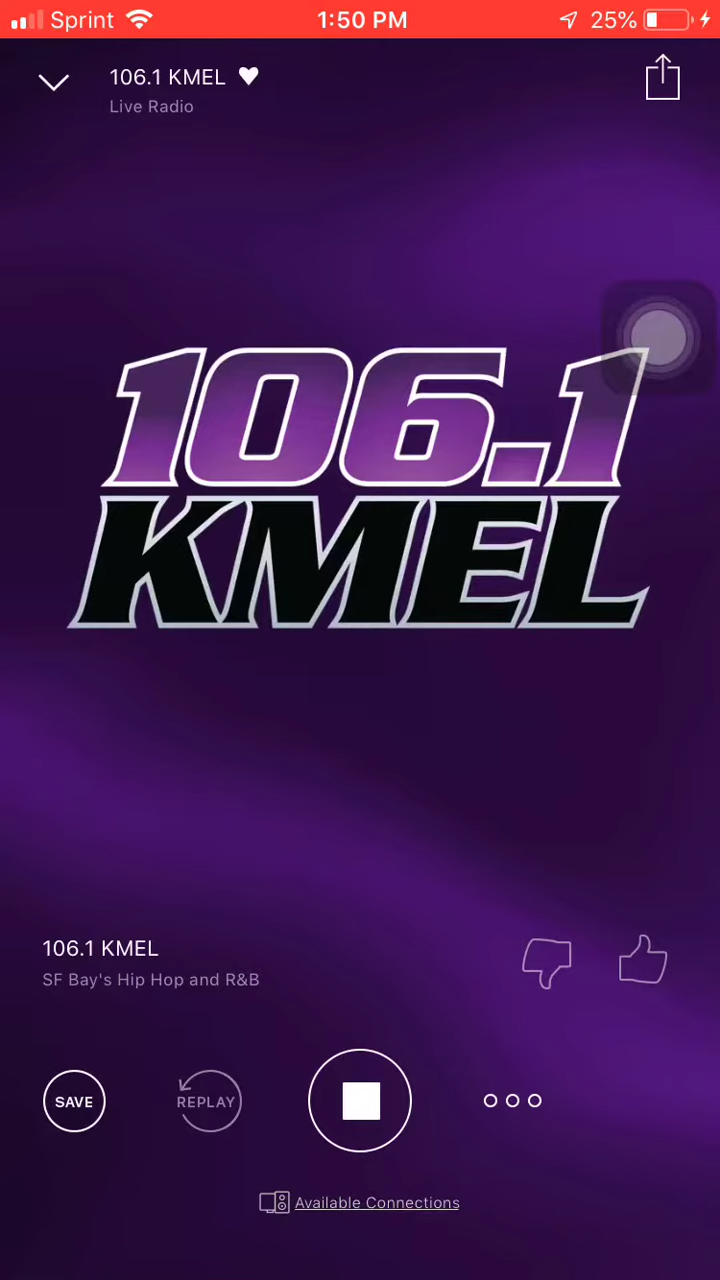 Sprint 1:50 PM 25%
106.1 KMEL
Live Radio
106.1
KMEL
106.1 KMEL
SF Bay's Hip Hop and R&B
SAVE REPLAY
Available Connections